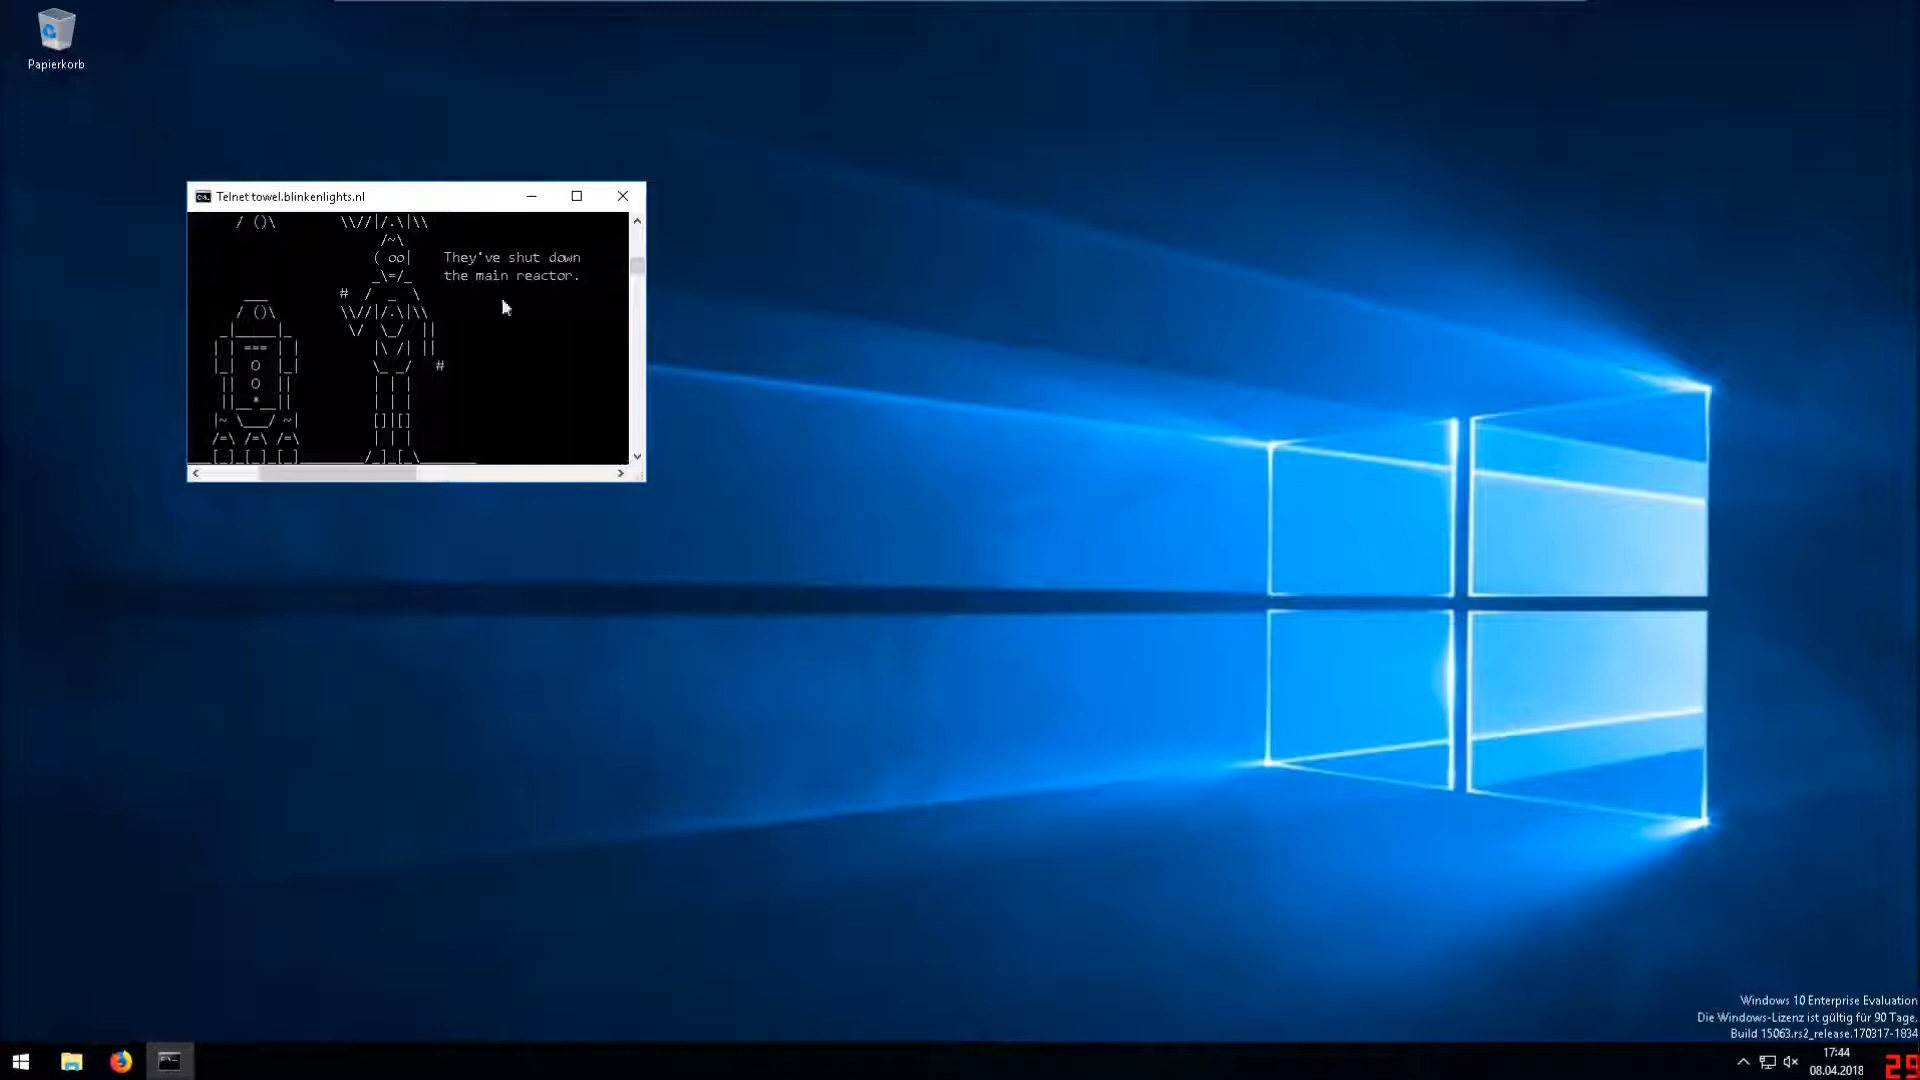 Papierkorb
Telnet towel.blinkenlights.nl
They've shut down
the main reactor.
Windows 10 Enterprise Evaluation
Die Windows-Lizenz ist gültig für 90 Tage.
Build 15063.rs2_release.170317-1834
17:44
08.04.2018
29